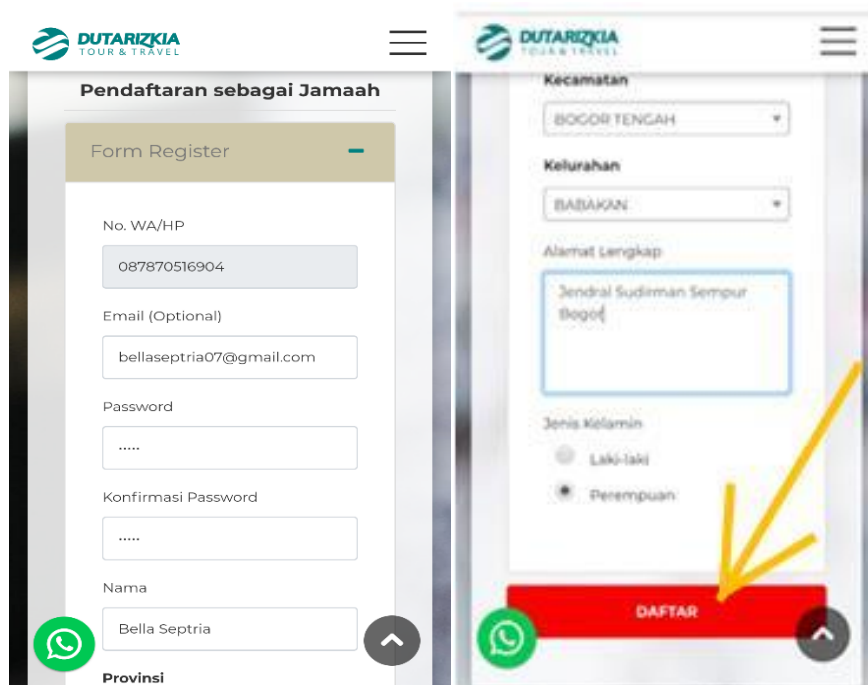 DUTARIZKIA
TOUR & TRAVEL
Pendaftaran sebagai Jamaah
Form Register
No. WA/HP
087870516904
Email (Optional)
bellaseptria07@gmail.com
Password
.....
Konfirmasi Password
.....
Nama
Bella Septria
Provinsi
DUTARIZKIA
TOUR & TRAVEL
Kecamatan
BOGOR TENGAH
Kelurahan
BABAKAN
Alamat Lengkap
Jendral Sudirman Sempur
Bogor
Jenis Kelamin
Laki-laki
Perempuan
DAFTAR